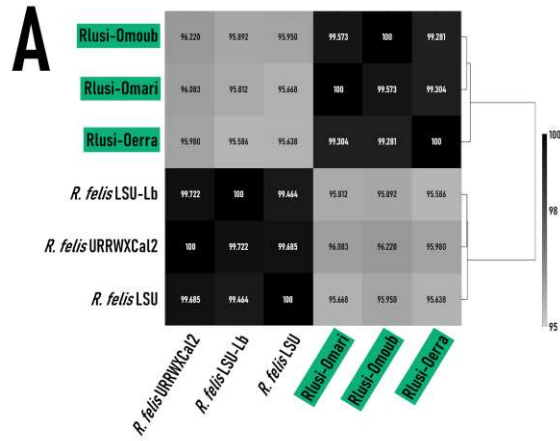 A
Rlusi-Omoub 96.220 95.892 95.950 99.573 100 99.281
Rlusi-Omari 96.083 95.812 95.668 100 99.573 99.304
Rlusi-Oerra 95.980 95.586 95.638 99.304 99.281 100
R. felis LSU-Lb 99.722 100 99.464 95.812 95.892 95.586
R. felis URRWXCal2 100 99.722 99.685 96.083 96.220 95.980
R. felis LSU 99.685 99.464 100 95.668 95.950 95.638
R. felis URRWXCal2
R. felis LSU-Lb
R. felis LSU
Rlusi-Omari
Rlusi-Omoub
Rlusi-Oerra
100
98
95